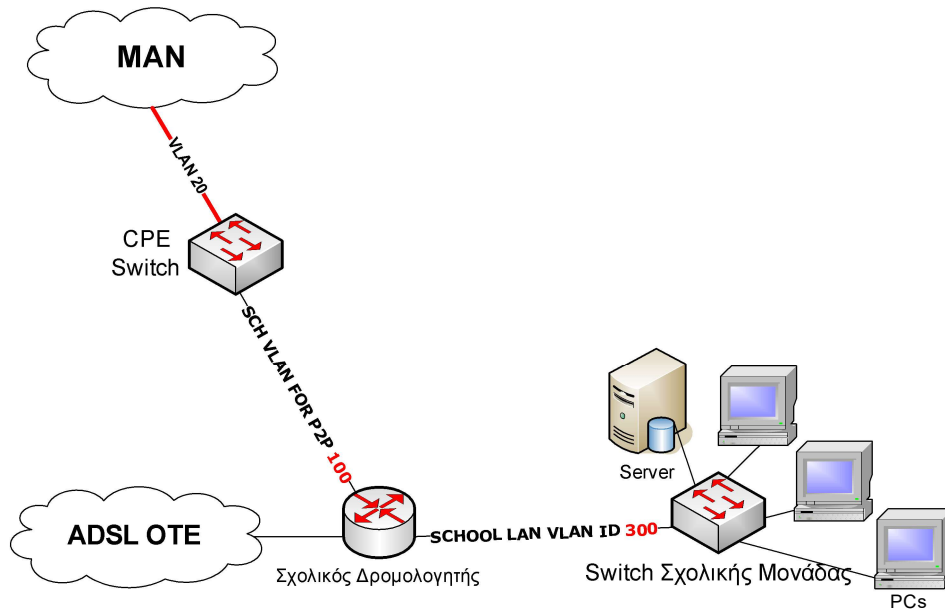 MAN
VLAN 20
CPE
Switch
SCH VLAN FOR P2P 100
Server
ADSL OTE
SCHOOL LAN VLAN ID 300
Σχολικός Δρομολογητής
Switch Σχολικής Μονάδας
PCs